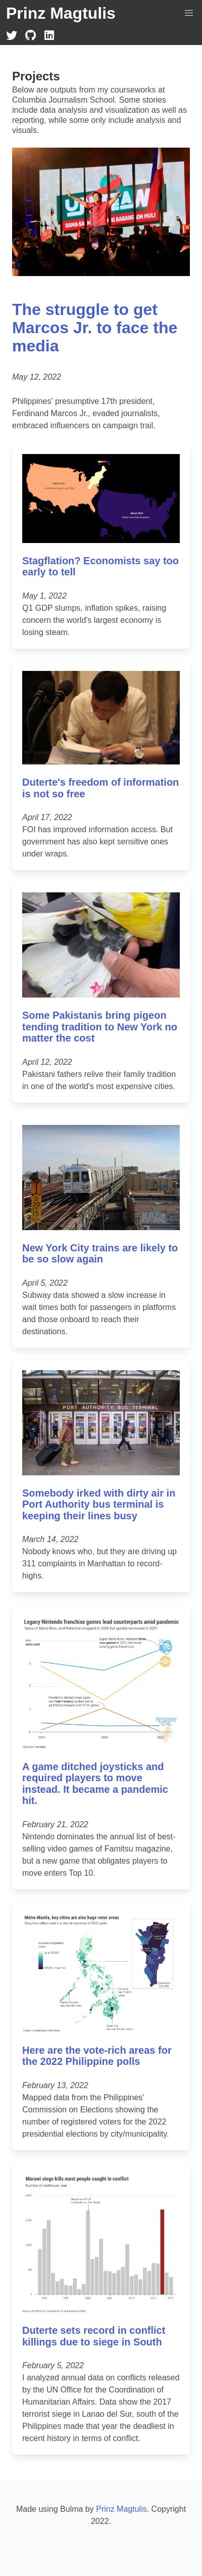 Prinz Magtulis
Projects
Below are outputs from my courseworks at
Columbia Journalism School. Some stories
include data analysis and visualization as well as
reporting, while some only include analysis and
visuals.
The struggle to get
Marcos Jr. to face the
media
May 12, 2022
Philippines' presumptive 17th president,
Ferdinand Marcos Jr., evaded journalists,
embraced influencers on campaign trail.
Stagflation? Economists say too
early to tell
May 1, 2022
Q1 GDP slumps, inflation spikes, raising
concern the world's largest economy is
losing steam.
Duterte's freedom of information
is not so free
April 17, 2022
FOI has improved information access. But
government has also kept sensitive ones
under wraps.
Some Pakistanis bring pigeon
tending tradition to New York no
matter the cost
April 12, 2022
Pakistani fathers relive their family tradition
in one of the world's most expensive cities.
New York City trains are likely to
be so slow again
April 5, 2022
Subway data showed a slow increase in
wait times both for passengers in platforms
and those onboard to reach their
destinations.
PORT AUTHORITY BUS TERMINAL
Somebody irked with dirty air in
Port Authority bus terminal is
keeping their lines busy
March 14, 2022
Nobody knows who, but they are driving up
311 complaints in Manhattan to record-
highs.
Legacy Nintendo franchise games lead counterparts amid pandemic
A game ditched joysticks and
required players to move
instead. It became a pandemic
hit.
February 21, 2022
Nintendo dominates the annual list of best-
selling video games of Famitsu magazine,
but a new game that obligates players to
move enters Top 10.
Metro Manila, key cities are also huge voter areas
Here are the vote-rich areas for
the 2022 Philippine polls
February 13, 2022
Mapped data from the Philippines'
Commission on Elections showing the
number of registered voters for the 2022
presidential elections by city/municipality.
Marawi siege kills most people caught in conflict
Number of deaths per year
Duterte sets record in conflict
killings due to siege in South
February 5, 2022
I analyzed annual data on conflicts released
by the UN Office for the Coordination of
Humanitarian Affairs. Data show the 2017
terrorist siege in Lanao del Sur, south of the
Philippines made that year the deadliest in
recent history in terms of conflict.
Made using Bulma by Prinz Magtulis. Copyright
2022.